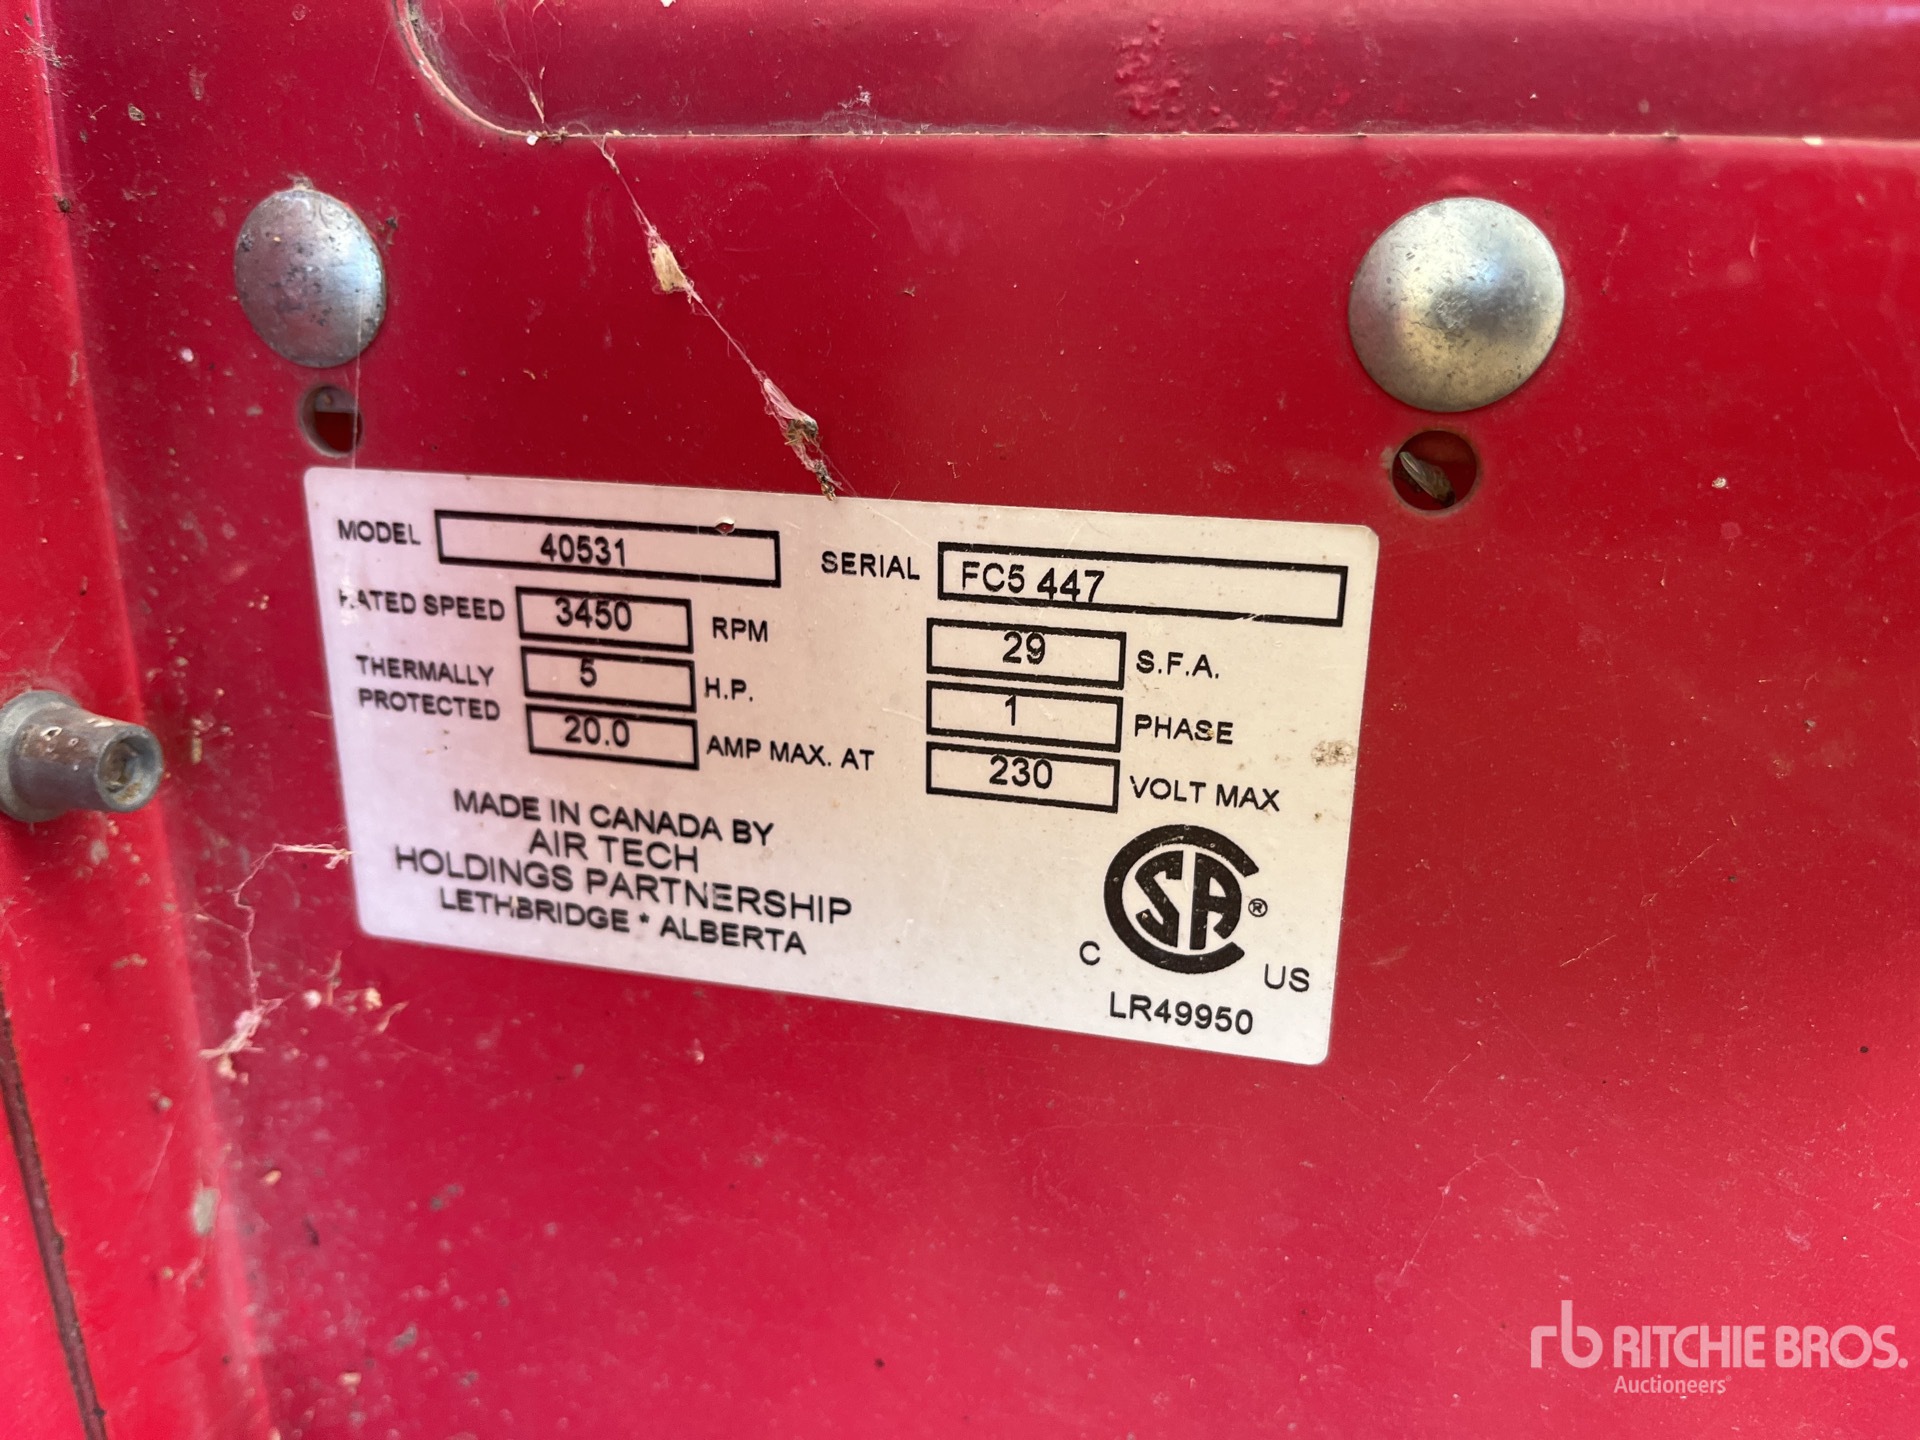 MODEL 40531 SERIAL FC5 447
RATED SPEED 3450 RPM 29 S.F.A.
THERMALLY PROTECTED 5 H.P. 1 PHASE
20.0 AMP MAX. AT 230 VOLT MAX
MADE IN CANADA BY
AIR TECH
HOLDINGS PARTNERSHIP
LETHBRIDGE * ALBERTA
C SA ® US
LR49950
rb RITCHIE BROS.
Auctioneers